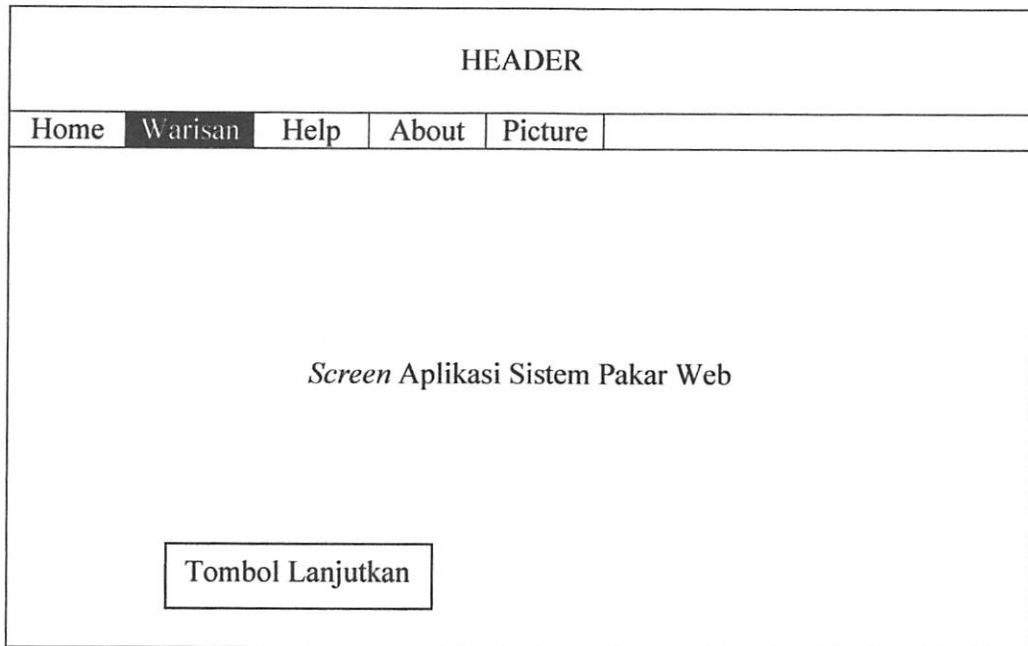 HEADER
Home Warisan Help About Picture
Screen Aplikasi Sistem Pakar Web
Tombol Lanjutkan